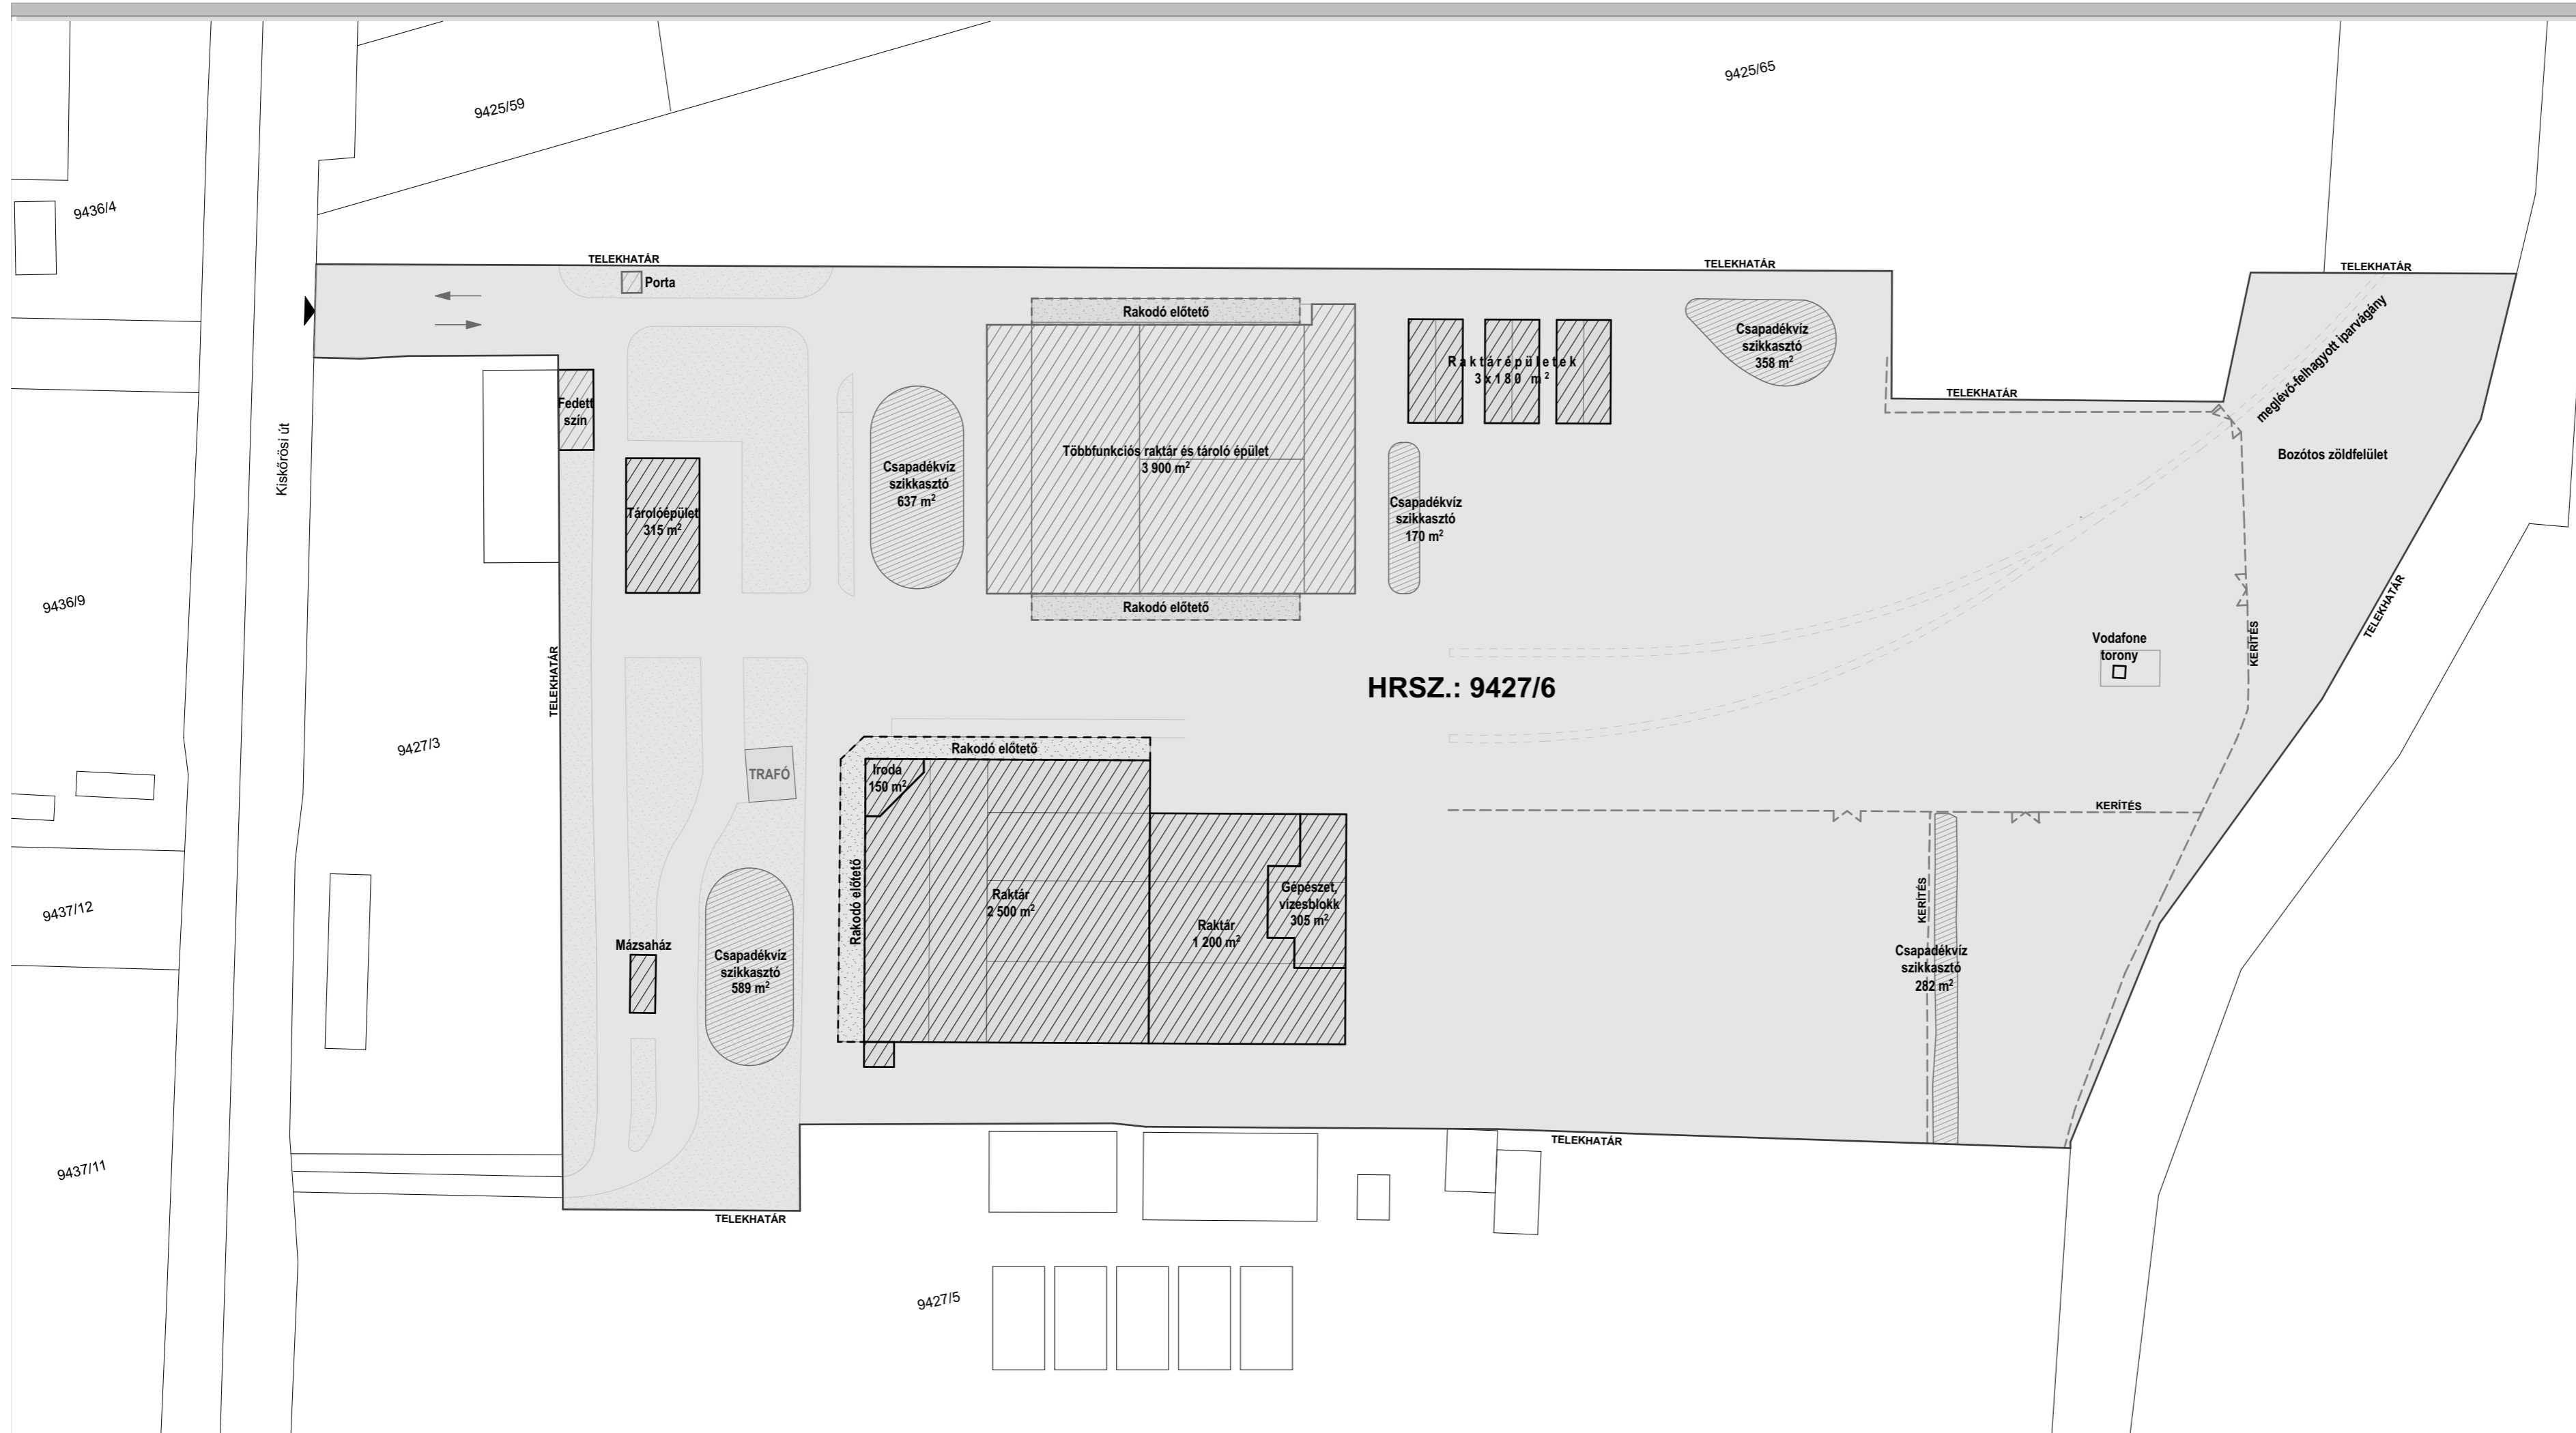 9425/65
9425/59
9436/4
TELEKHATÁR
TELEKHATÁR
TELEKHATÁR
Porta
Rakodó előtető
Csapadékvíz
szikkasztó
358 m²
meglévő-felhagyott iparvágány
Raktárépületek
3x180 m²
TELEKHATÁR
Fedett
szín
Kiskőrösi út
Többfunkciós raktár és tároló épület
3 900 m²
Bozótos zöldfelület
Csapadékvíz
szikkasztó
637 m²
Tárolóépület
315 m²
Csapadékvíz
szikkasztó
170 m²
9436/9
Rakodó előtető
TELEKHATÁR
Vodafone
torony
KERÍTÉS
TELEKHATÁR
HRSZ.: 9427/6
9427/3
Rakodó előtető
TRAFÓ
Iroda
150 m²
KERÍTÉS
Rakodó előtető
Raktár
2 500 m²
Gépészet,
vizesblokk
305 m²
Raktár
1 200 m²
KERÍTÉS
9437/12
Mázsaház
Csapadékvíz
szikkasztó
589 m²
Csapadékvíz
szikkasztó
282 m²
TELEKHATÁR
9437/11
TELEKHATÁR
9427/5